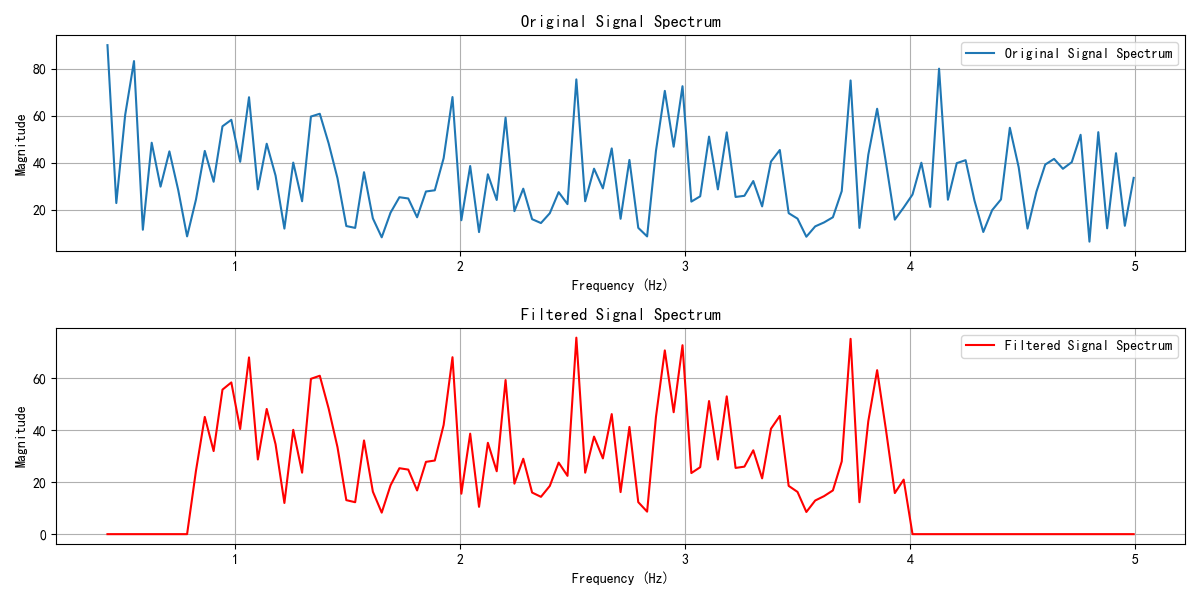 Original Signal Spectrum
Original Signal Spectrum
Magnitude
80
60
40
20
1 2 3 4 5
Frequency (Hz)
Filtered Signal Spectrum
Filtered Signal Spectrum
Magnitude
60
40
20
0
1 2 3 4 5
Frequency (Hz)